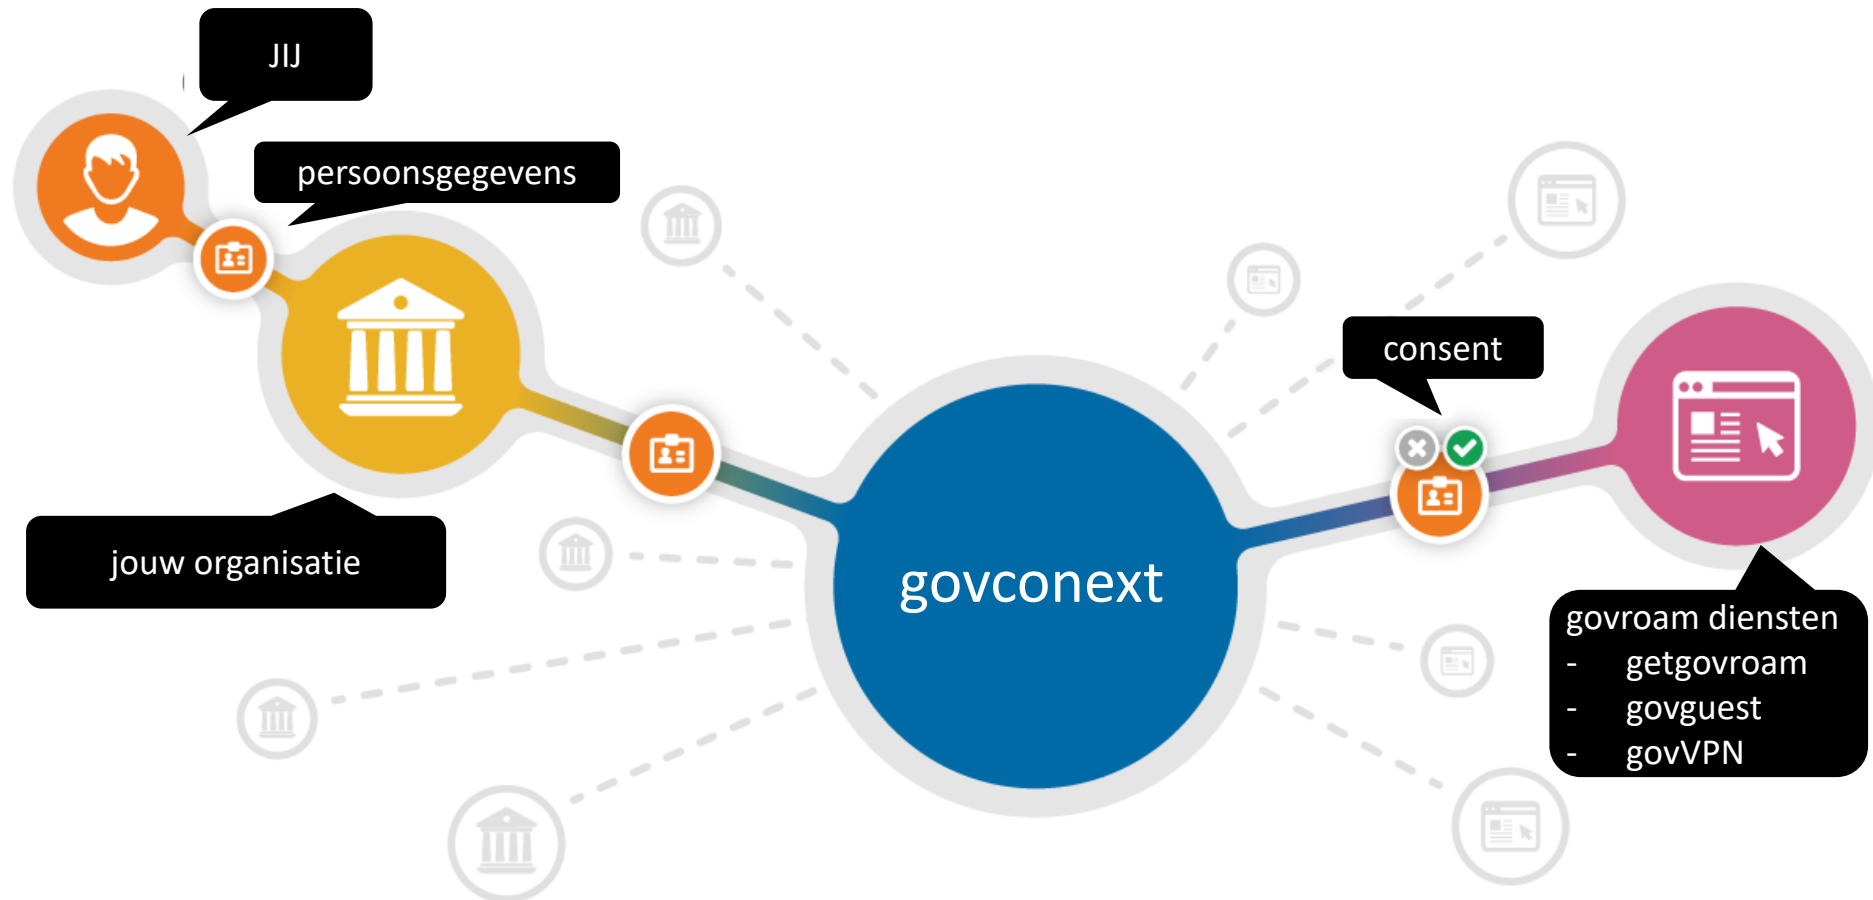 JIJ
persoonsgegevens
jouw organisatie
govconext
consent
govroam diensten
- getgovroam
- govguest
- govVPN